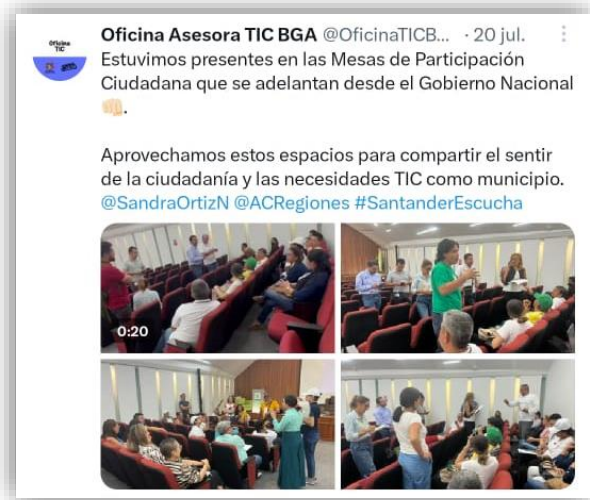 Oficina TIC
Oficina Asesora TIC BGA @OficinaTICB... · 20 jul.
Estuvimos presentes en las Mesas de Participación
Ciudadana que se adelantan desde el Gobierno Nacional
👊🏻.
Aprovechamos estos espacios para compartir el sentir
de la ciudadanía y las necesidades TIC como municipio.
@SandraOrtizN @ACRegiones #SantanderEscucha
0:20